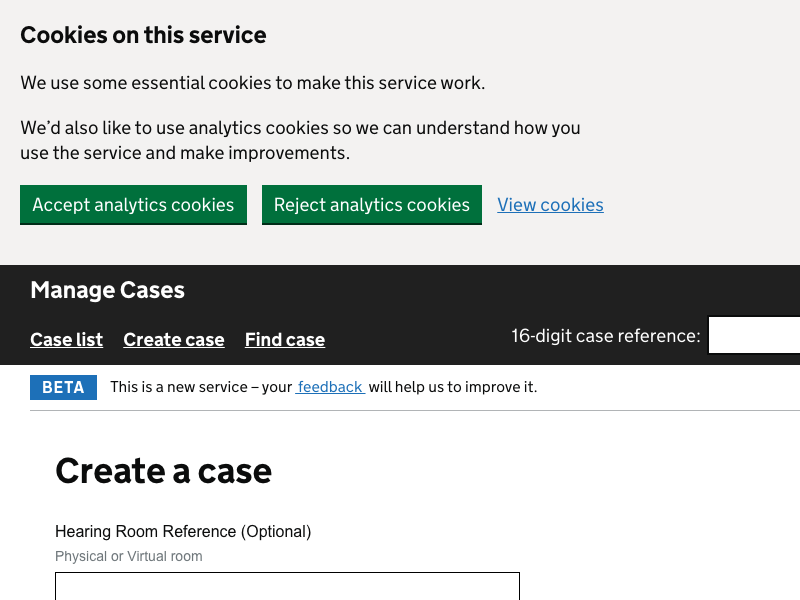 Cookies on this service
We use some essential cookies to make this service work.
We’d also like to use analytics cookies so we can understand how you
use the service and make improvements.
Accept analytics cookies
Reject analytics cookies
View cookies
Manage Cases
Case list
Create case
Find case
16-digit case reference:
BETA
This is a new service – your feedback will help us to improve it.
Create a case
Hearing Room Reference (Optional)
Physical or Virtual room